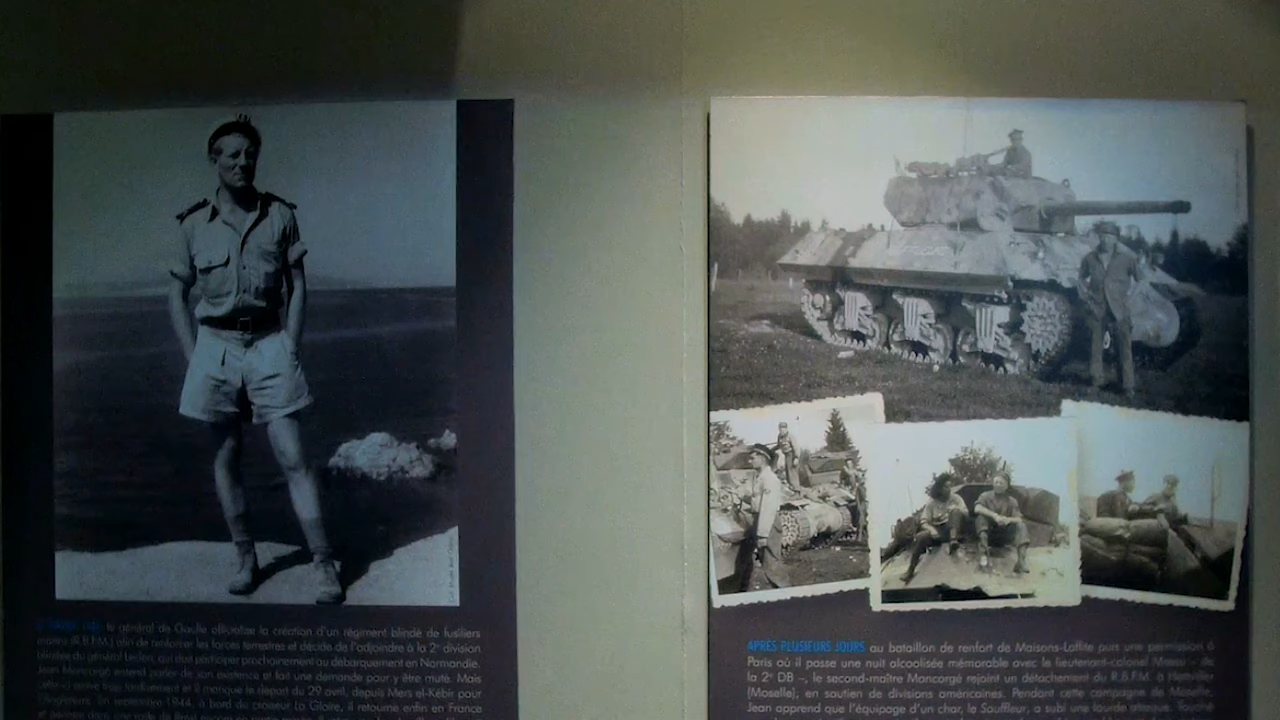 le général de Gaulle officialise la création d'un régiment blindé de fusiliers
marins (R.B.F.M.) afin de renforcer les forces terrestres et décide de l'adjoindre à la 2e division
blindée du général Leclerc, qui doit participer prochainement au débarquement en Normandie.
Jean Moncorgé entend parler de son existence et fait une demande pour y être muté. Mais
celle-ci arrive trop tardivement et il manque le départ du 29 avril, depuis Mers el-Kébir pour
l'Angleterre. En septembre 1944, à bord du croiseur La Gloire, il retourne enfin en France
APRÈS PLUSIEURS JOURS au bataillon de renfort de Maisons-Laffite puis une permission à
Paris où il passe une nuit alcoolisée mémorable avec le lieutenant-colonel – de
la 2e DB –, le second-maître Moncorgé rejoint un détachement du R.B.F.M. à
(Moselle), en soutien de divisions américaines. Pendant cette campagne de Moselle,
Jean apprend que l'équipage d'un char, le Souffleur, a subi une lourde attaque. Touché